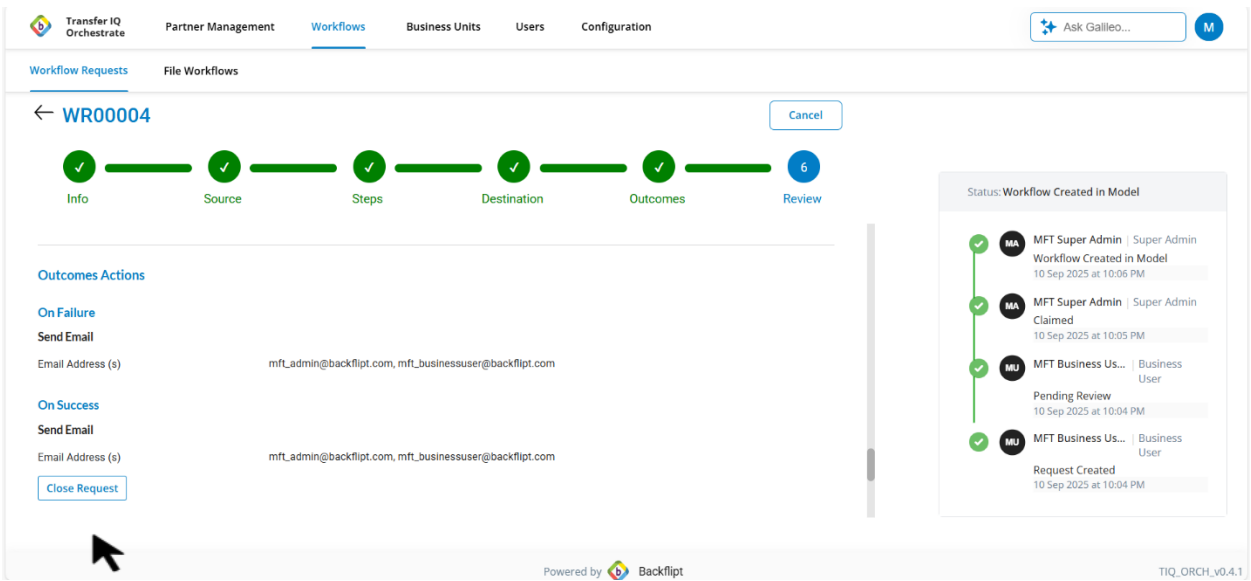 Transfer IQ
Orchestrate
Partner Management
Workflows
Business Units
Users
Configuration
Ask Galileo...
M
Workflow Requests
File Workflows
WR00004
Cancel
6
Info
Source
Steps
Destination
Outcomes
Review
Outcomes Actions
On Failure
Send Email
Email Address (s)
mft_admin@backflipt.com, mft_businessuser@backflipt.com
On Success
Send Email
Email Address (s)
mft_admin@backflipt.com, mft_businessuser@backflipt.com
Close Request
Status: Workflow Created in Model
MA
MFT Super Admin | Super Admin
Workflow Created in Model
10 Sep 2025 at 10:06 PM
MA
MFT Super Admin | Super Admin
Claimed
10 Sep 2025 at 10:05 PM
MU
MFT Business Us... | Business
User
Pending Review
10 Sep 2025 at 10:04 PM
MU
MFT Business Us... | Business
User
Request Created
10 Sep 2025 at 10:04 PM
Powered by b Backflipt
TIQ_ORCH_v0.4.1